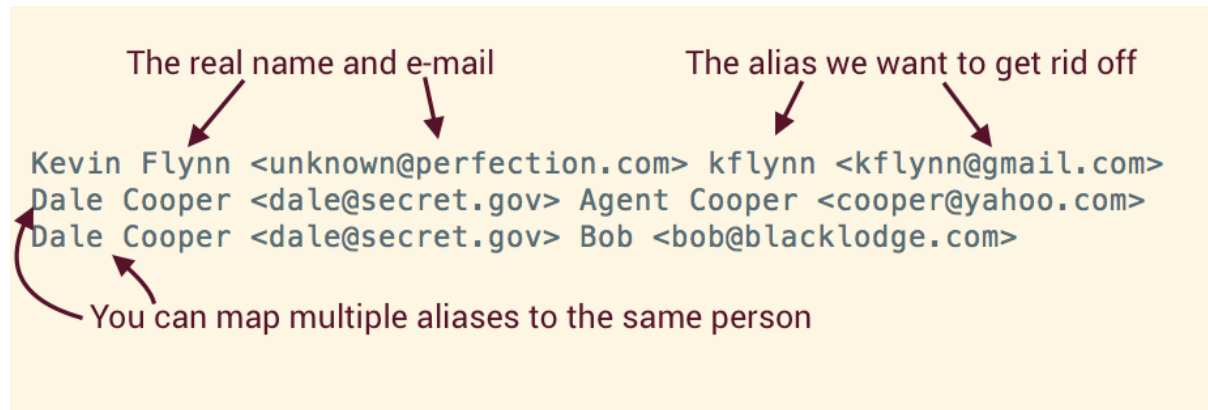 The real name and e-mail
The alias we want to get rid off
Kevin Flynn <unknown@perfection.com> kflynn <kflynn@gmail.com>
Dale Cooper <dale@secret.gov> Agent Cooper <cooper@yahoo.com>
Dale Cooper <dale@secret.gov> Bob <bob@blacklodge.com>
You can map multiple aliases to the same person